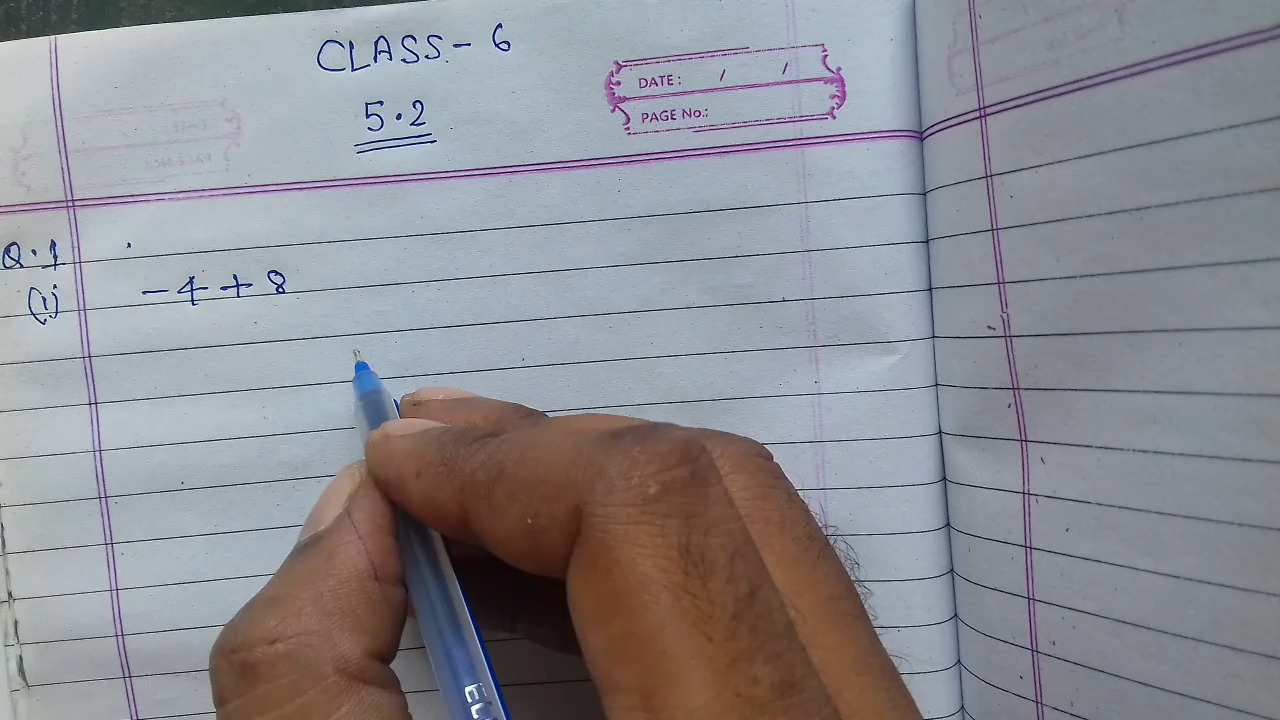 CLASS - 6
5.2
DATE: / /
PAGE No.:
Q.1
(i) -4+8